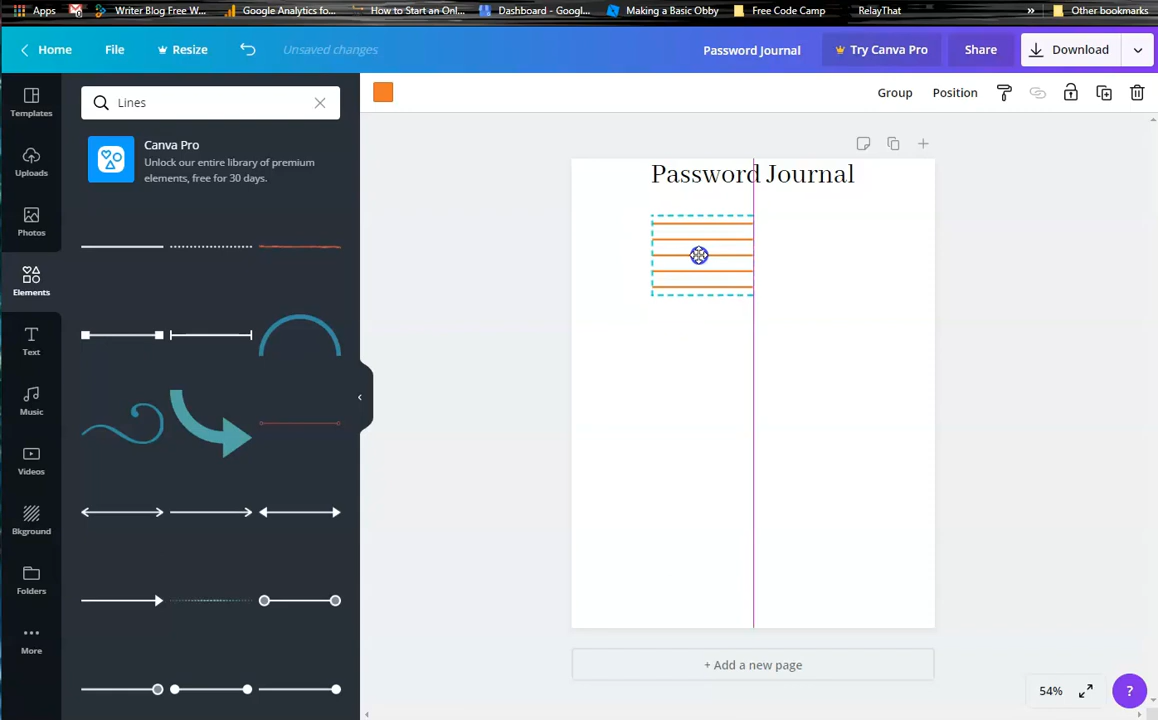 Apps
Writer Blog Free W...
Google Analytics fo...
How to Start an Onl...
Dashboard - Googl...
Making a Basic Obby
Free Code Camp
RelayThat
»
Other bookmarks
Home
File
Resize
Unsaved changes
Password Journal
Try Canva Pro
Share
Download
Templates
Uploads
Photos
Elements
Text
Music
Videos
Bkground
Folders
More
Lines
Canva Pro
Unlock our entire library of premium
elements, free for 30 days.
Group
Position
Password Journal
+ Add a new page
54%
?